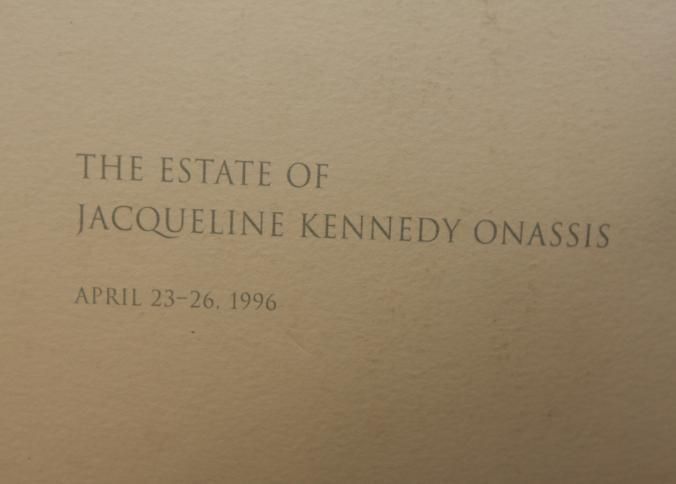 THE ESTATE OF
JACQUELINE KENNEDY ONASSIS
APRIL 23–26, 1996